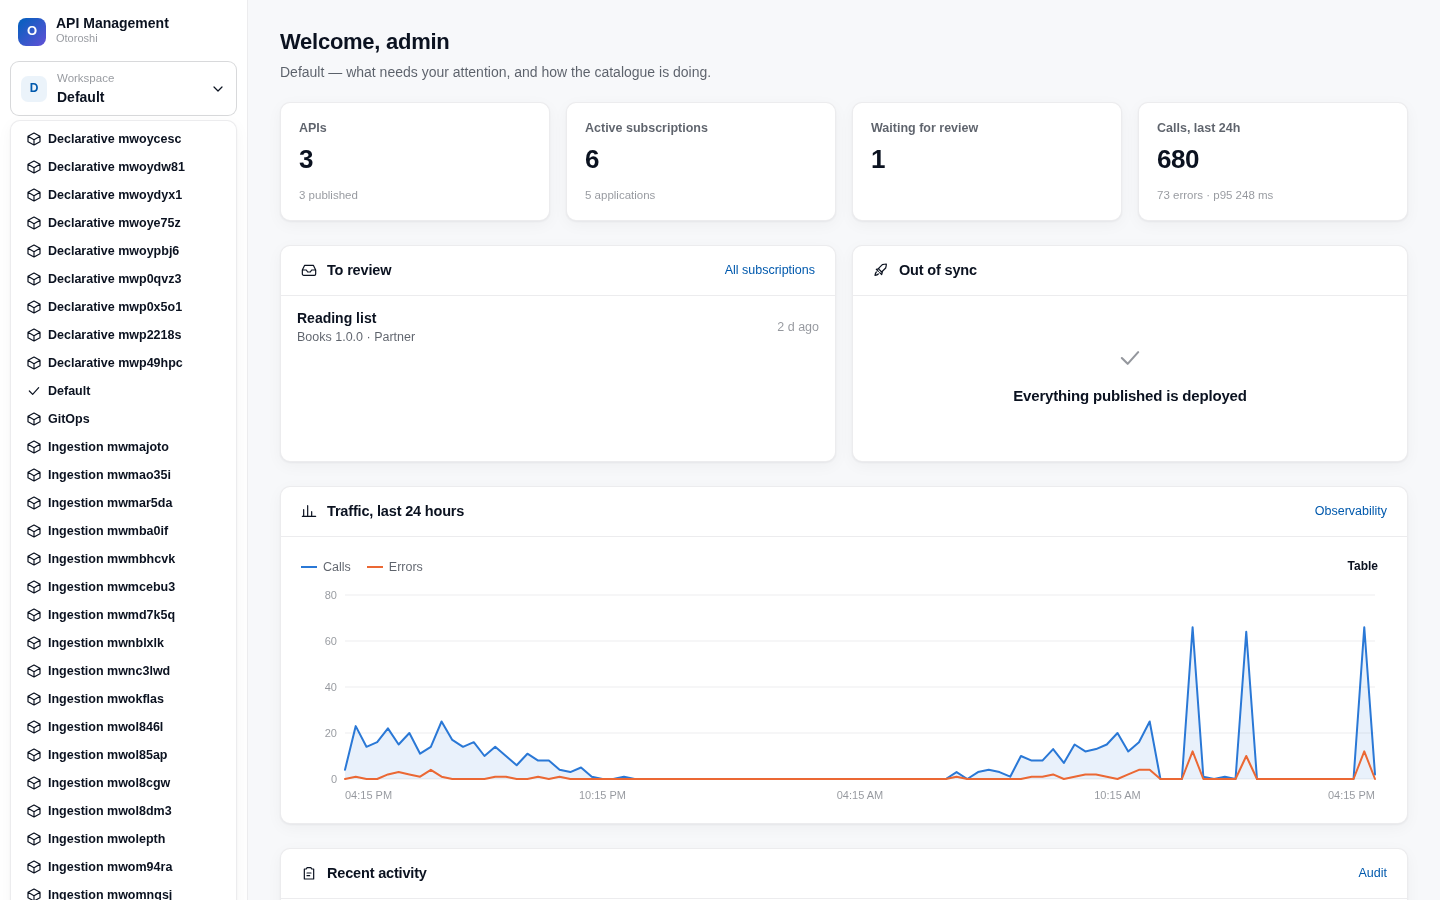 O
API Management
Otoroshi
D
Workspace
Default
Declarative mwoycesc
Declarative mwoydw81
Declarative mwoydyx1
Declarative mwoye75z
Declarative mwoypbj6
Declarative mwp0qvz3
Declarative mwp0x5o1
Declarative mwp2218s
Declarative mwp49hpc
Default
GitOps
Ingestion mwmajoto
Ingestion mwmao35i
Ingestion mwmar5da
Ingestion mwmba0if
Ingestion mwmbhcvk
Ingestion mwmcebu3
Ingestion mwmd7k5q
Ingestion mwnblxlk
Ingestion mwnc3lwd
Ingestion mwokflas
Ingestion mwol846l
Ingestion mwol85ap
Ingestion mwol8cgw
Ingestion mwol8dm3
Ingestion mwolepth
Ingestion mwom94ra
Ingestion mwomnqsj
Welcome, admin
Default — what needs your attention, and how the catalogue is doing.
APIs
3
3 published
Active subscriptions
6
5 applications
Waiting for review
1
Calls, last 24h
680
73 errors · p95 248 ms
To review
All subscriptions
Reading list
Books 1.0.0 · Partner
2 d ago
Out of sync
Everything published is deployed
Traffic, last 24 hours
Observability
Calls
Errors
Table
80
60
40
20
0
04:15 PM
10:15 PM
04:15 AM
10:15 AM
04:15 PM
Recent activity
Audit